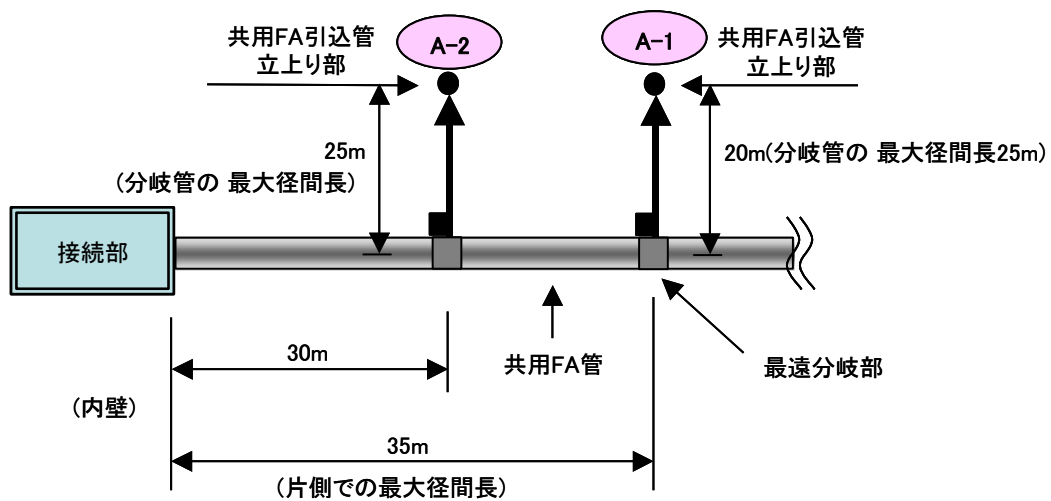 共用FA引込管
立上り部
A-2
A-1
共用FA引込管
立上り部
25m
(分岐管の 最大径間長)
20m(分岐管の 最大径間長25m)
接続部
30m
共用FA管
最遠分岐部
(内壁)
35m
(片側での最大径間長)